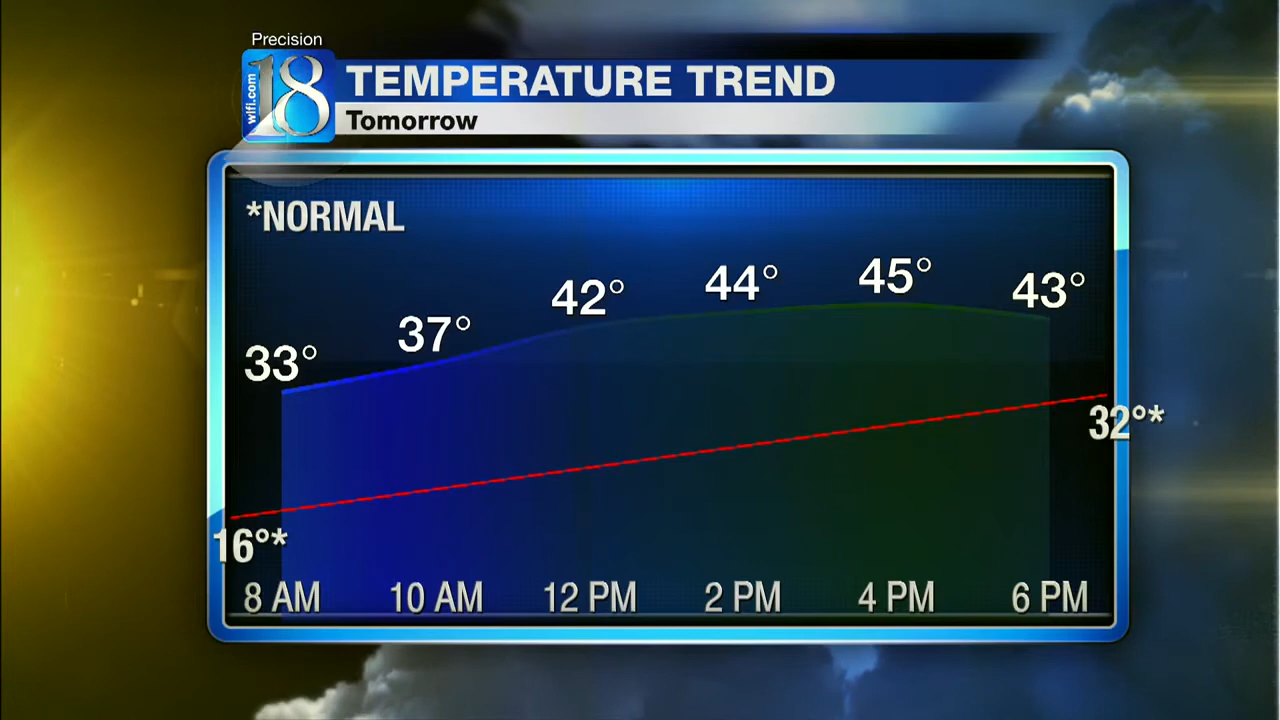 Precision
wlfi.com
18
TEMPERATURE TREND
Tomorrow
*NORMAL
33° 37° 42° 44° 45° 43°
32°*
16°*
8 AM 10 AM 12 PM 2 PM 4 PM 6 PM